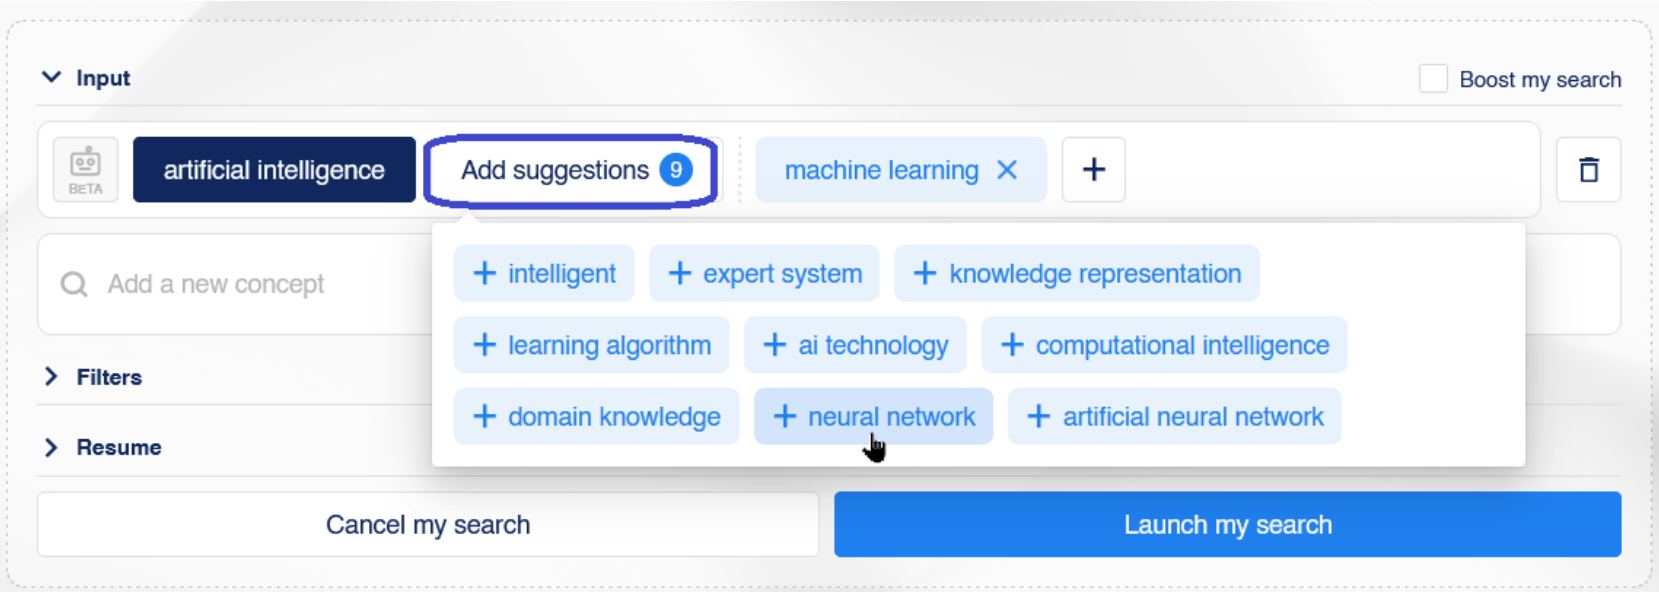 Input
Boost my search
BETA
artificial intelligence
Add suggestions 9
machine learning
Add a new concept
intelligent
expert system
knowledge representation
learning algorithm
ai technology
computational intelligence
domain knowledge
neural network
artificial neural network
Filters
Resume
Cancel my search
Launch my search